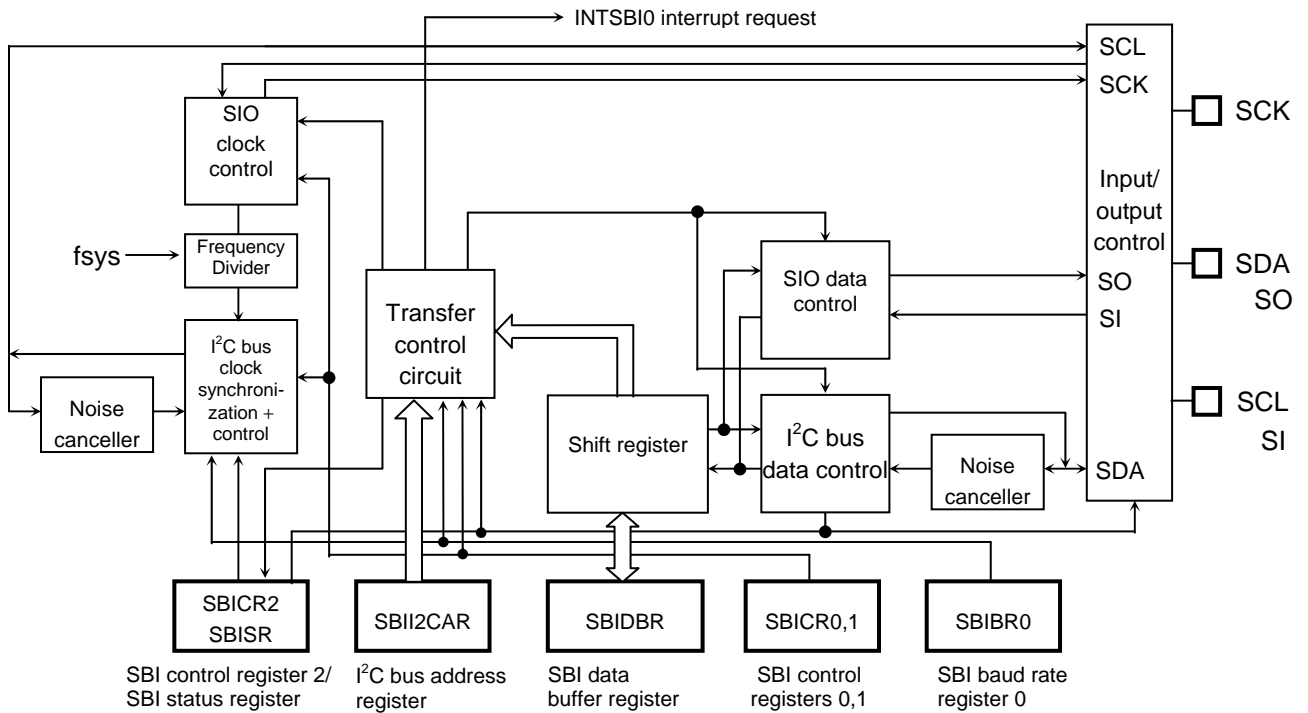 INTSBI0 interrupt request
SCL
SCK
SIO
clock
control
SCK
Input/
output
control
fsys
Frequency
Divider
SIO data
control
SO
SI
SDA
SO
Transfer
control
circuit
I²C bus
clock
synchroni-
zation +
control
Noise
canceller
Shift register
I²C bus
data control
Noise
canceller
SDA
SCL
SI
SBICR2
SBISR
SBII2CAR
SBIDBR
SBICR0,1
SBIBR0
SBI control register 2/
SBI status register
I²C bus address
register
SBI data
buffer register
SBI control
registers 0,1
SBI baud rate
register 0